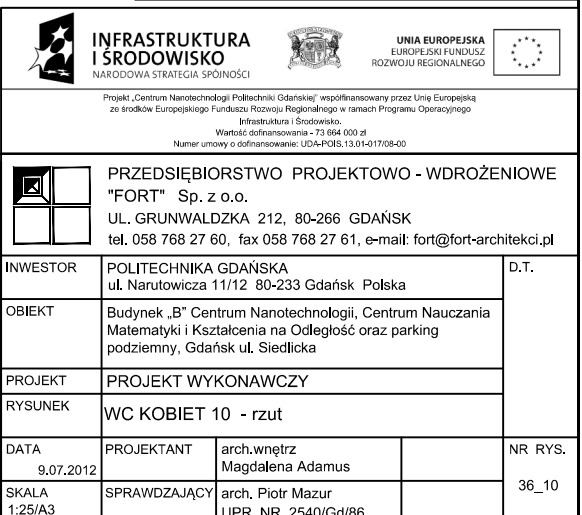 INFRASTRUKTURA
I ŚRODOWISKO
NARODOWA STRATEGIA SPÓJNOŚCI
UNIA EUROPEJSKA
EUROPEJSKI FUNDUSZ
ROZWOJU REGIONALNEGO
Projekt „Centrum Nanotechnologii Politechniki Gdańskiej" współfinansowany przez Unię Europejską
ze środków Europejskiego Funduszu Rozwoju Regionalnego w ramach Programu Operacyjnego
Infrastruktura i Środowisko.
Wartość dofinansowania - 73 664 000 zł
Numer umowy o dofinansowanie: UDA-POIS.13.01-017/08-00
PRZEDSIĘBIORSTWO PROJEKTOWO - WDROŻENIOWE
"FORT" Sp. z o.o.
UL. GRUNWALDZKA 212, 80-266 GDAŃSK
tel. 058 768 27 60, fax 058 768 27 61, e-mail: fort@fort-architekci.pl
INWESTOR
POLITECHNIKA GDAŃSKA
ul. Narutowicza 11/12 80-233 Gdańsk Polska
D.T.
OBIEKT
Budynek „B" Centrum Nanotechnologii, Centrum Nauczania
Matematyki i Kształcenia na Odległość oraz parking
podziemny, Gdańsk ul. Siedlicka
PROJEKT
PROJEKT WYKONAWCZY
RYSUNEK
WC KOBIET 10 - rzut
DATA
9.07.2012
PROJEKTANT
arch.wnętrz
Magdalena Adamus
NR RYS.
36_10
SKALA
1:25/A3
SPRAWDZAJĄCY
arch. Piotr Mazur
UPR. NR 2540/Gd/86